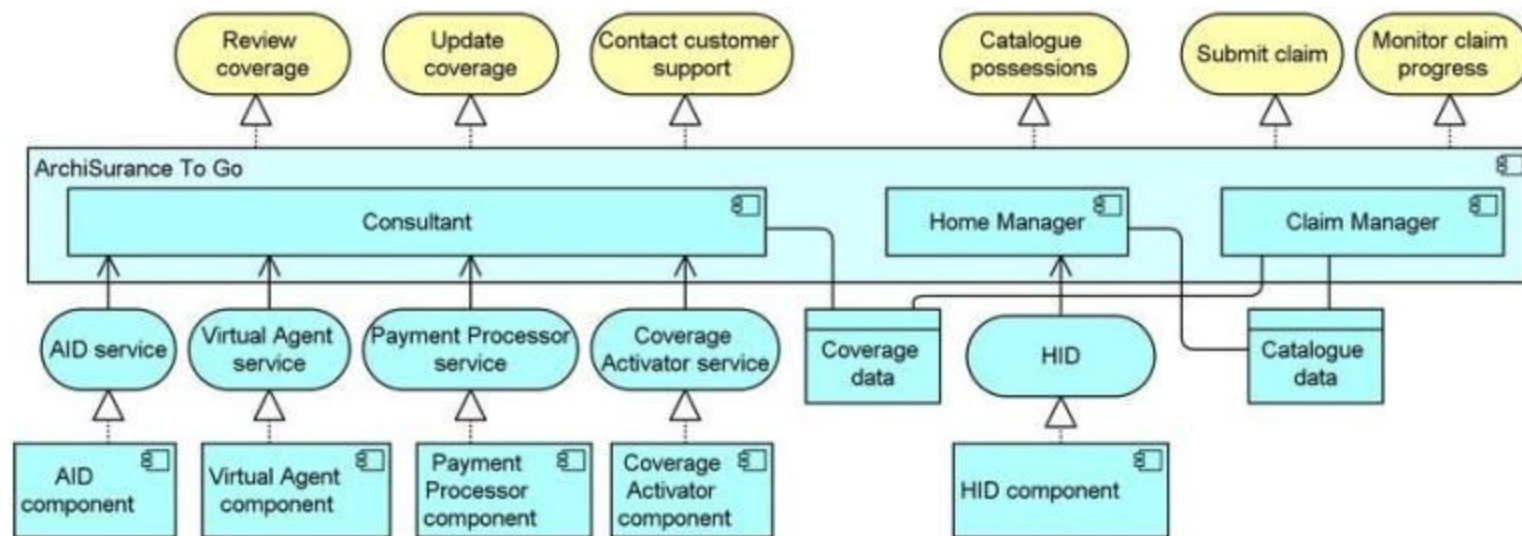 Review
coverage
Update
coverage
Contact customer
support
Catalogue
possessions
Submit claim
Monitor claim
progress
ArchiSurance To Go
Consultant
Home Manager
Claim Manager
AID service
Virtual Agent
service
Payment Processor
service
Coverage
Activator service
Coverage
data
HID
Catalogue
data
AID
component
Virtual Agent
component
Payment
Processor
component
Coverage
Activator
component
HID component